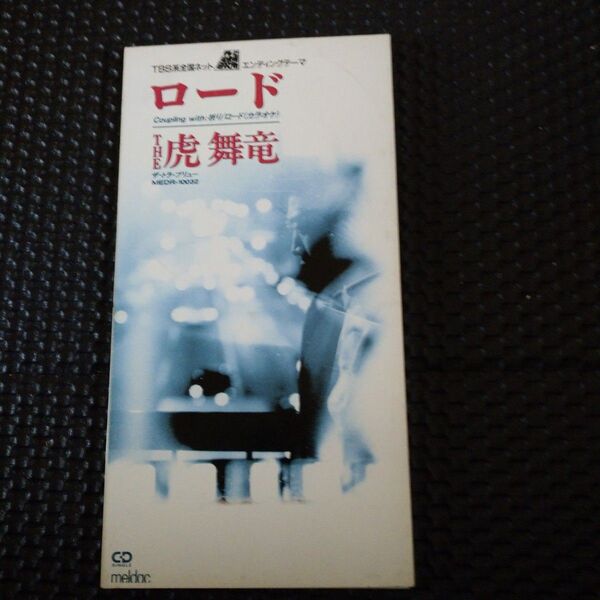 TBS系全国ネット エンディングテーマ
ロード
Coupling with:祈り/ロード(カラオケ)
THE 虎舞竜
ザ・トラ・ブリュー
MEDR-10032
CD
SINGLE
meldac